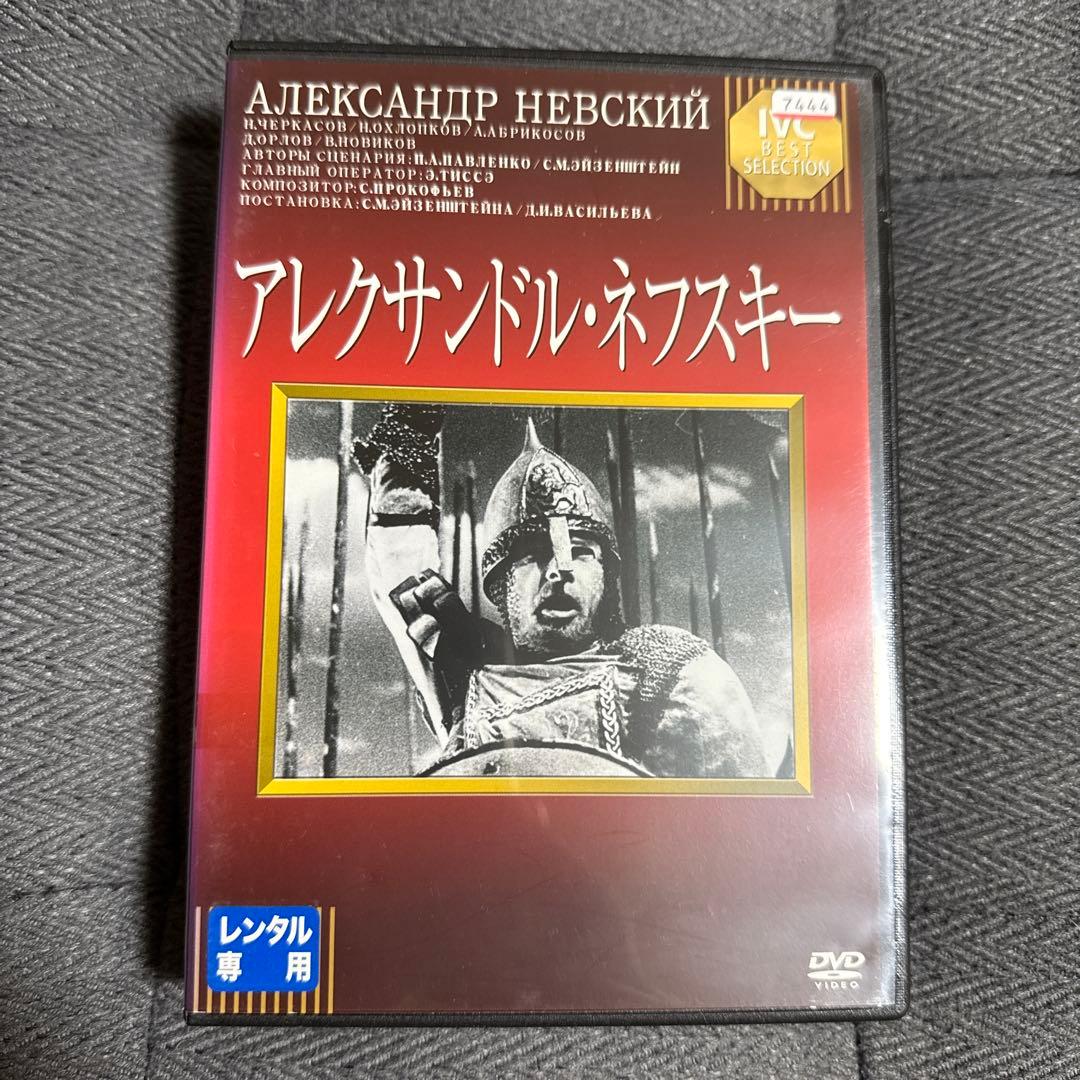 АЛЕКСАНДР НЕВСКИЙ
Н.ЧЕРКАСОВ/Н.ОХЛОПКОВ/А.АБРИКОСОВ
Д.ОРЛОВ/В.НОВИКОВ
АВТОРЫ СЦЕНАРИЯ:П.А.ПАВЛЕНКО/С.М.ЭЙЗЕНШТЕЙН
ГЛАВНЫЙ ОПЕРАТОР:Э.ТИССЭ
КОМПОЗИТОР:С.ПРОКОФЬЕВ
ПОСТАНОВКА:С.М.ЭЙЗЕНШТЕЙНА/Д.И.ВАСИЛЬЕВА
7444
IVC
BEST
SELECTION
アレクサンドル・ネフスキー
レンタル
専用
DVD
VIDEO